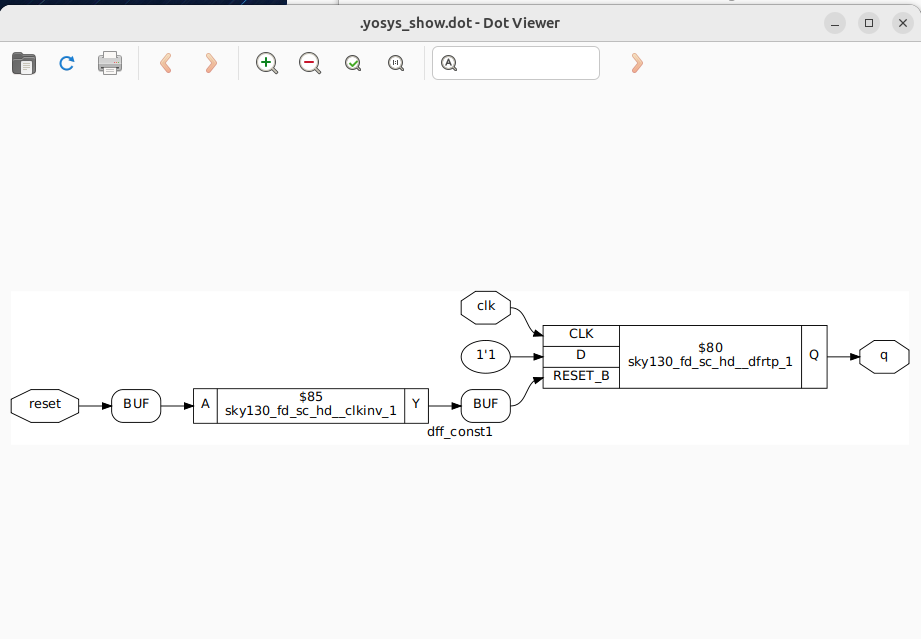 .yosys_show.dot - Dot Viewer
A
clk
CLK
1'1
D
RESET_B
$80
sky130_fd_sc_hd__dfrtp_1
Q
q
reset
BUF
A
$85
sky130_fd_sc_hd__clkinv_1
Y
BUF
dff_const1